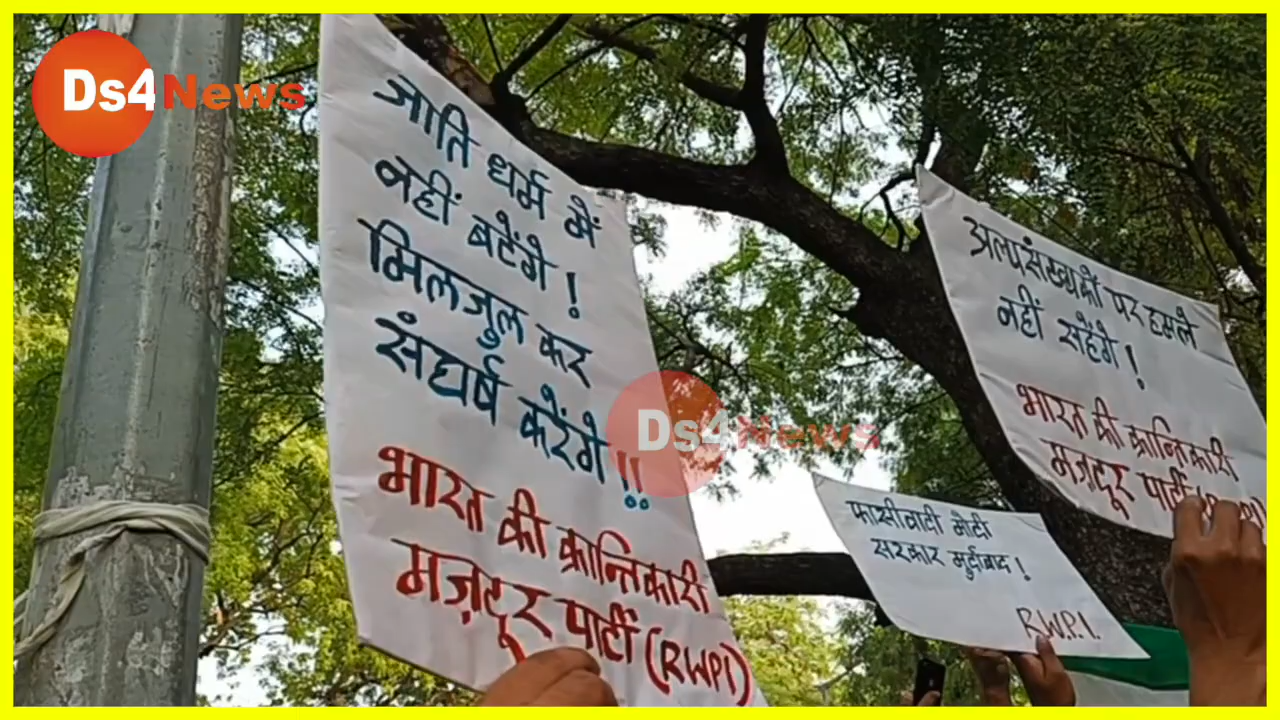 Ds4News
जाति धर्म में
नहीं बटेंगे !
मिलजुल कर
संघर्ष करेंगे !!
भारत की क्रान्तिकारी
मज़दूर पार्टी (RWPI)
Ds4News
अल्पसंख्यकों पर हमले
नहीं सहेंगे !
भारत की क्रान्तिकारी
मज़दूर पार्टी (RWPI)
फासीवादी मोदी
सरकार मुर्दाबाद !
R.W.P.I.